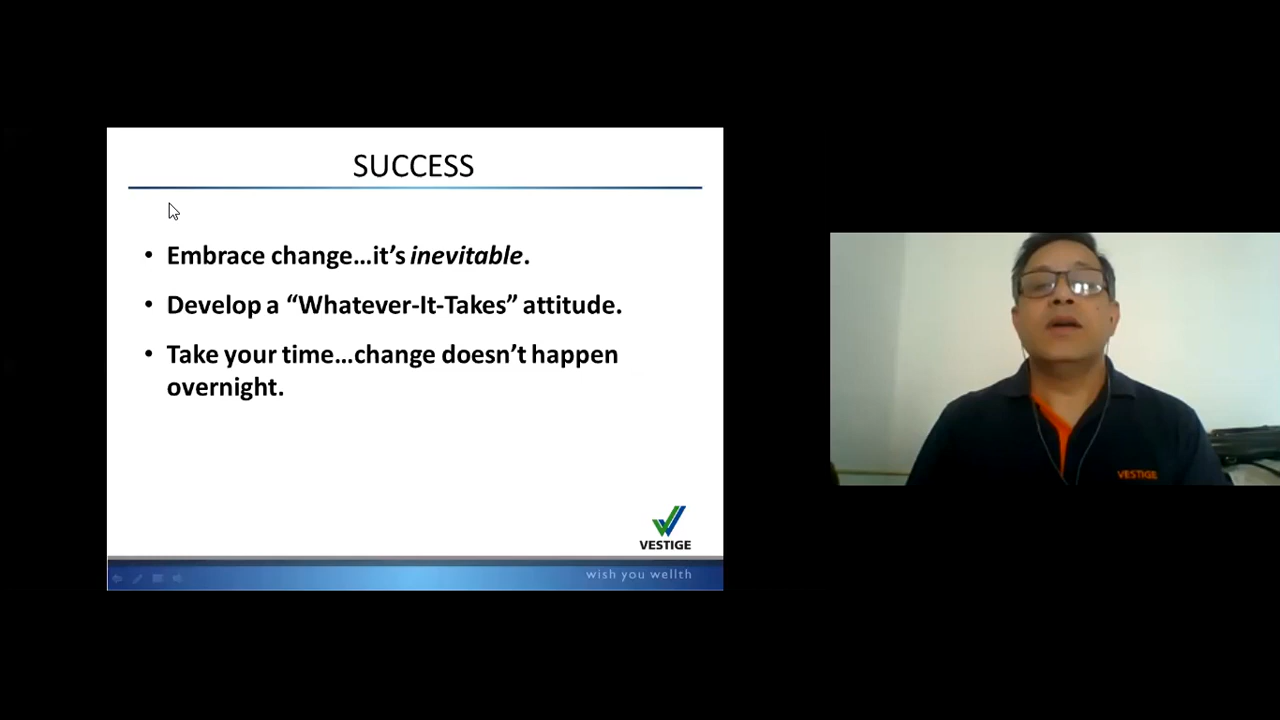 SUCCESS
• Embrace change…it’s inevitable.
• Develop a “Whatever-It-Takes” attitude.
• Take your time…change doesn’t happen
overnight.
VESTIGE
wish you wellth
VESTIGE